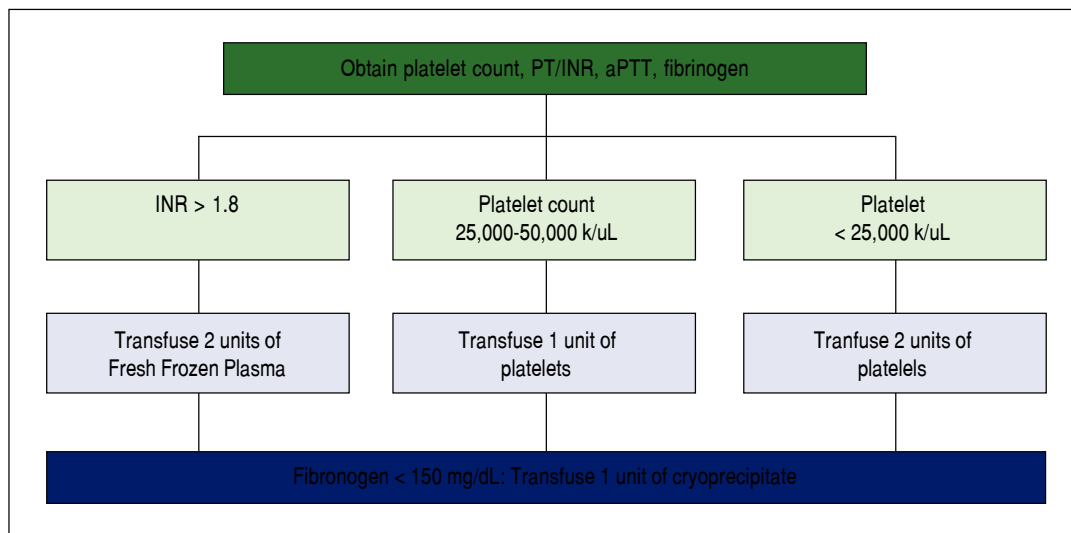 Obtain platelet count, PT/INR, aPTT, fibrinogen
INR > 1.8
Platelet count
25,000-50,000 k/uL
Platelet
< 25,000 k/uL
Transfuse 2 units of
Fresh Frozen Plasma
Transfuse 1 unit of
platelets
Tranfuse 2 units of
platelels
Fibronogen < 150 mg/dL: Transfuse 1 unit of cryoprecipitate